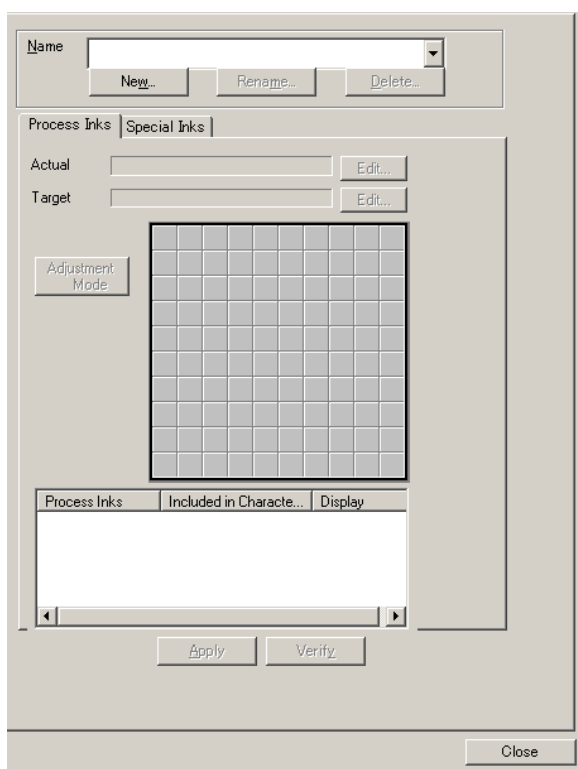 Name
New... Rename... Delete...
Process Inks Special Inks
Actual Edit...
Target Edit...
Adjustment
Mode
Process Inks Included in Characte... Display
Apply Verify
Close